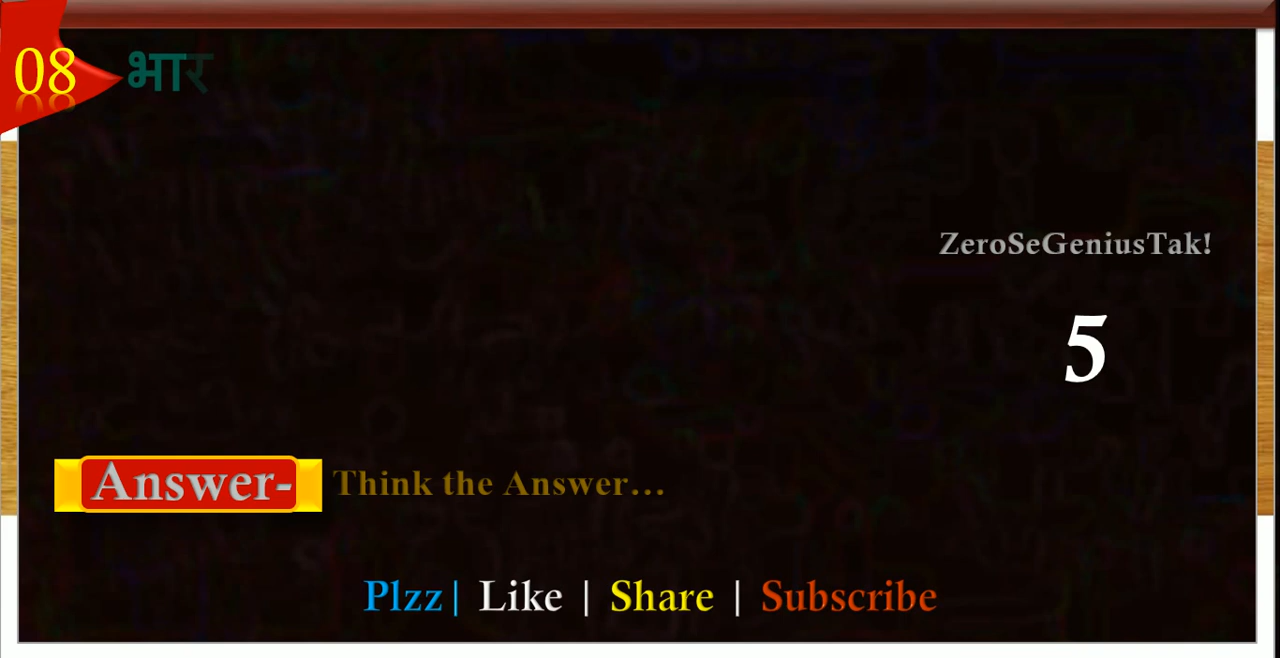 08 भार
ZeroSeGeniusTak!
5
Answer- Think the Answer...
Plzz| Like | Share | Subscribe